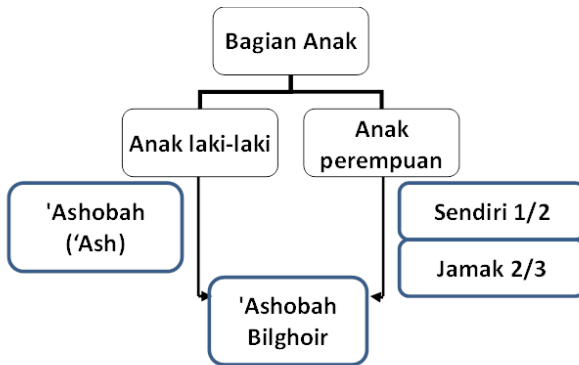 Bagian Anak
Anak laki-laki
Anak
perempuan
'Ashobah
(‘Ash)
Sendiri 1/2
Jamak 2/3
'Ashobah
Bilghoir